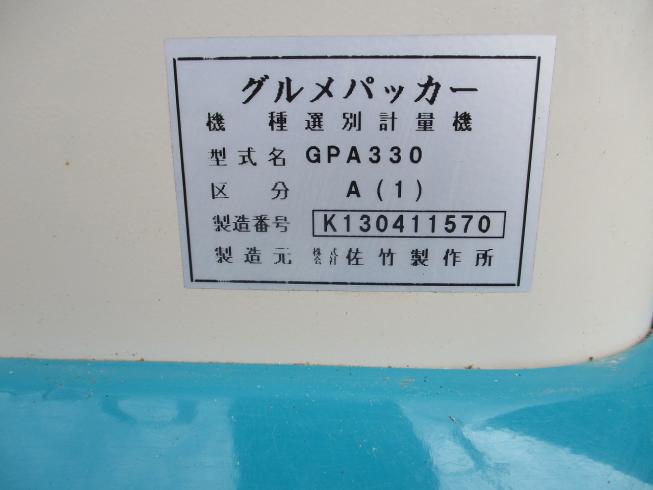 グルメパッカー
機種選別計量機
型式名 GPA330
区分 A(1)
製造番号 K130411570
製造元 株式会社 佐竹製作所